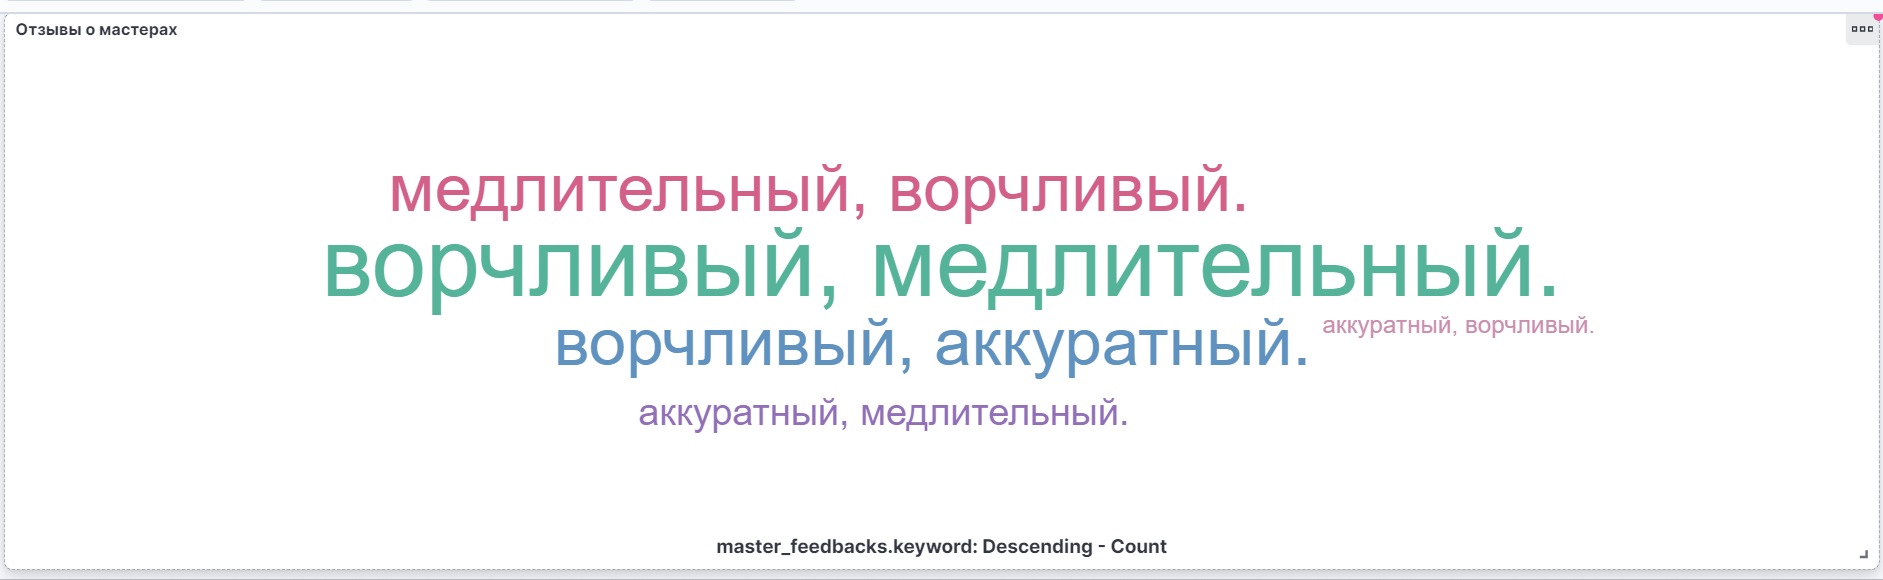 Отзывы о мастерах
медлительный, ворчливый.
ворчливый, медлительный.
ворчливый, аккуратный.
аккуратный, ворчливый.
аккуратный, медлительный.
master_feedbacks.keyword: Descending - Count